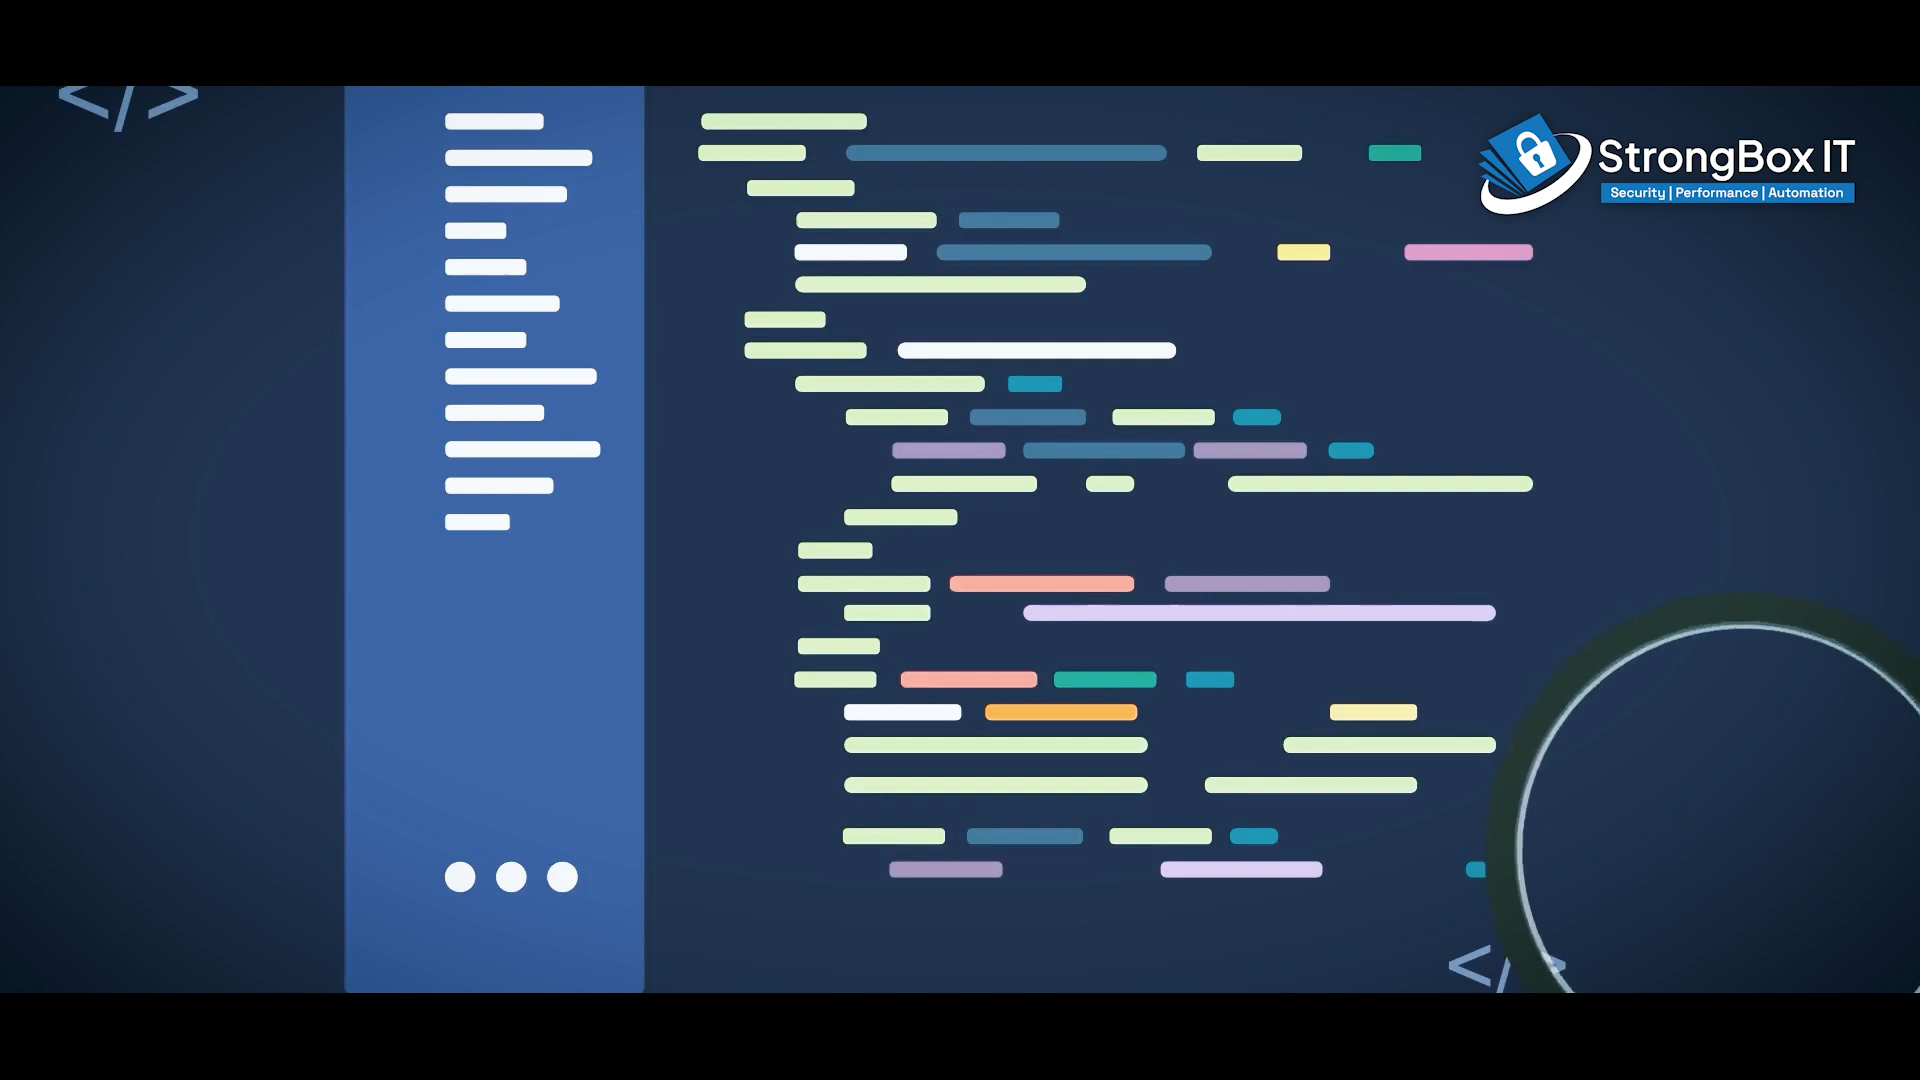 </>
StrongBox IT
Security | Performance | Automation
</>